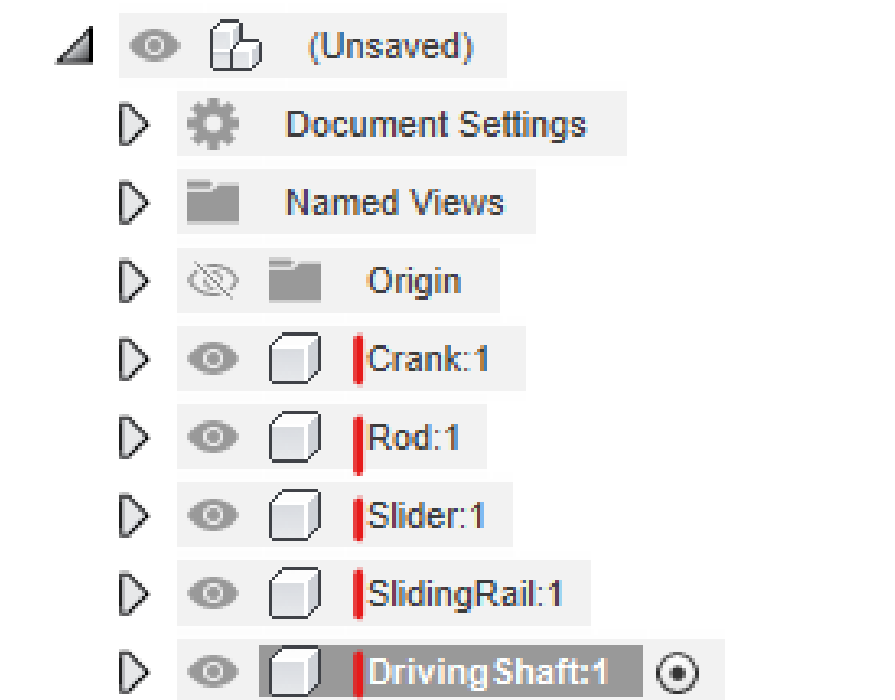 (Unsaved)
Document Settings
Named Views
Origin
Crank:1
Rod:1
Slider:1
SlidingRail:1
DrivingShaft:1